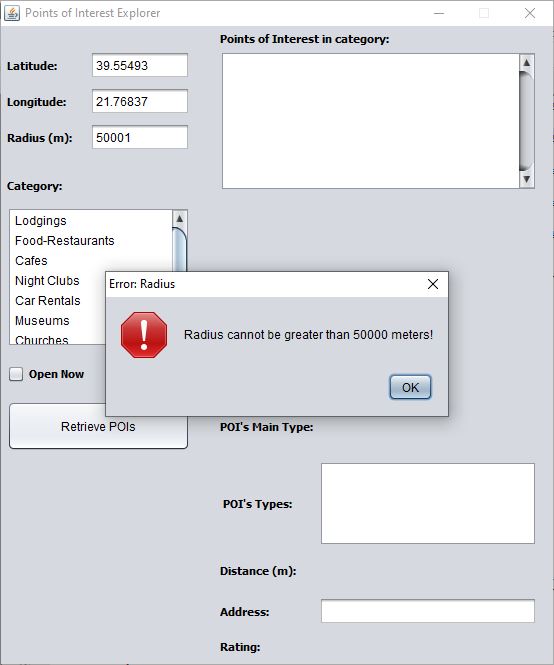 Points of Interest Explorer
Points of Interest in category:
Latitude:
39.55493
Longitude:
21.76837
Radius (m):
50001
Category:
Lodgings
Food-Restaurants
Cafes
Night Clubs
Car Rentals
Museums
Churches
Error: Radius
Radius cannot be greater than 50000 meters!
OK
Open Now
Retrieve POIs
POI's Main Type:
POI's Types:
Distance (m):
Address:
Rating: